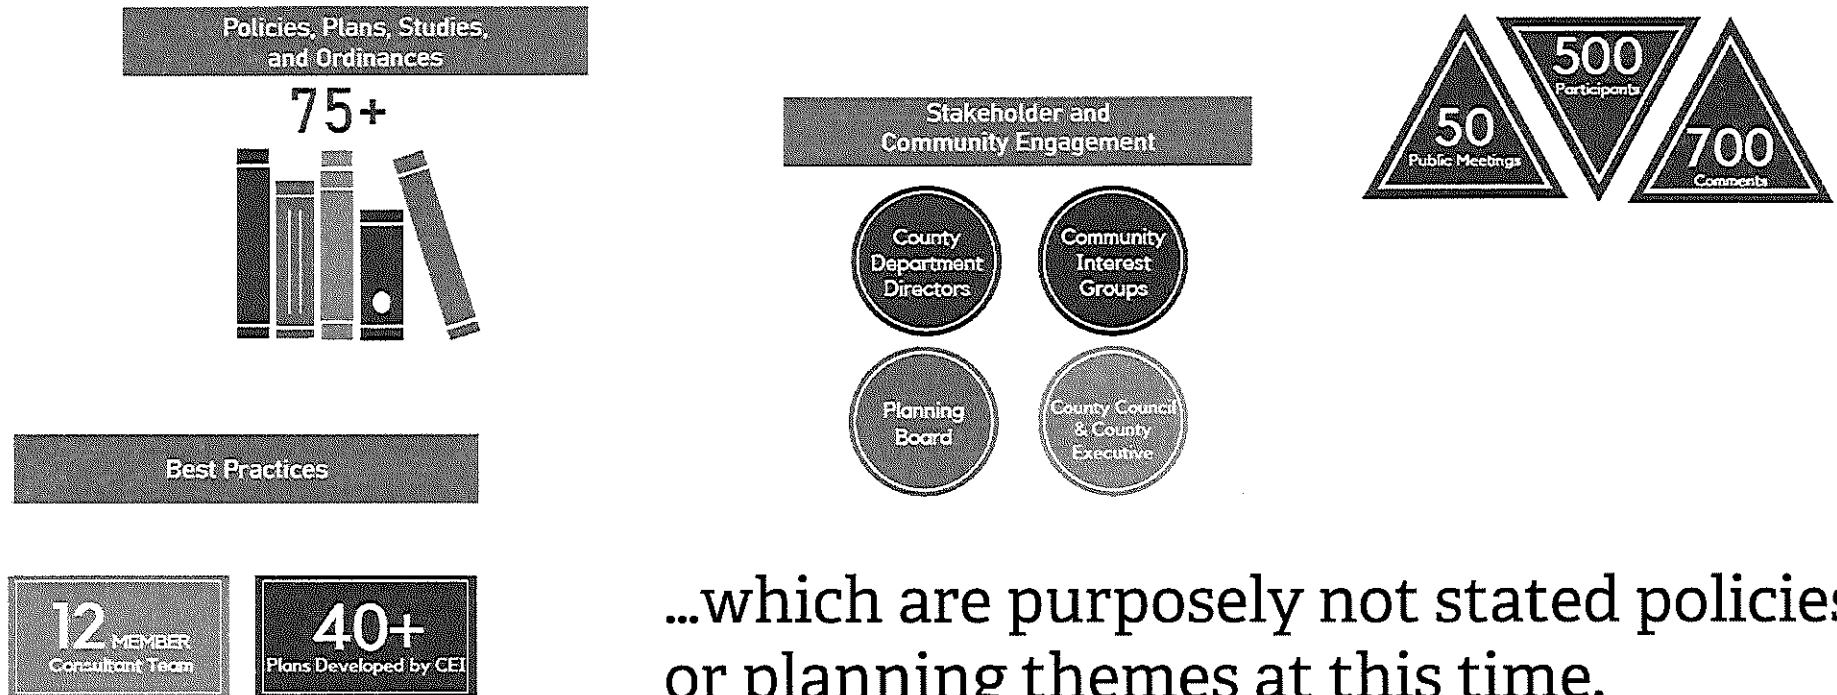 Policies, Plans, Studies,
and Ordinances
75+
Stakeholder and
Community Engagement
County
Department
Directors
Community
Interest
Groups
Planning
Board
County Council
& County
Executive
50
Public Meetings
500
Participants
700
Comments
Best Practices
12 MEMBER
Consultant Team
40+
Plans Developed by CEI
...which are purposely not stated policies
or planning themes at this time.